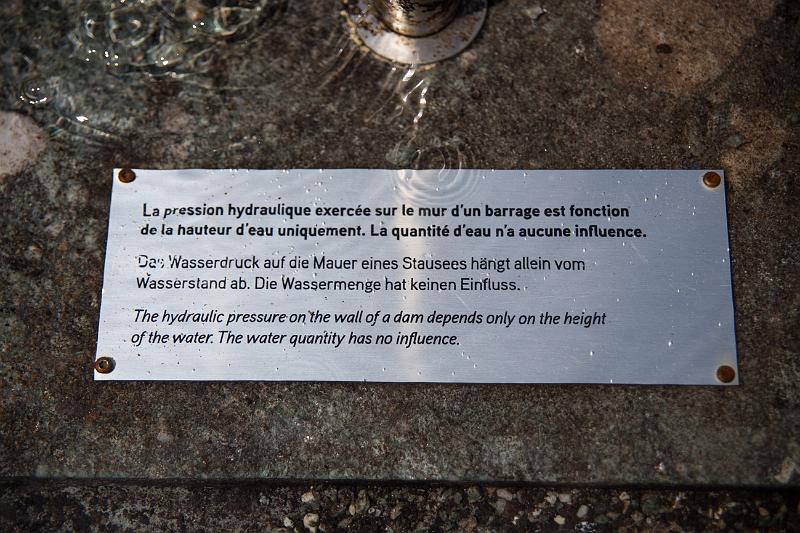 La pression hydraulique exercée sur le mur d'un barrage est fonction
de la hauteur d'eau uniquement. La quantité d'eau n'a aucune influence.
Das Wasserdruck auf die Mauer eines Stausees hängt allein vom
Wasserstand ab. Die Wassermenge hat keinen Einfluss.
The hydraulic pressure on the wall of a dam depends only on the height
of the water. The water quantity has no influence.